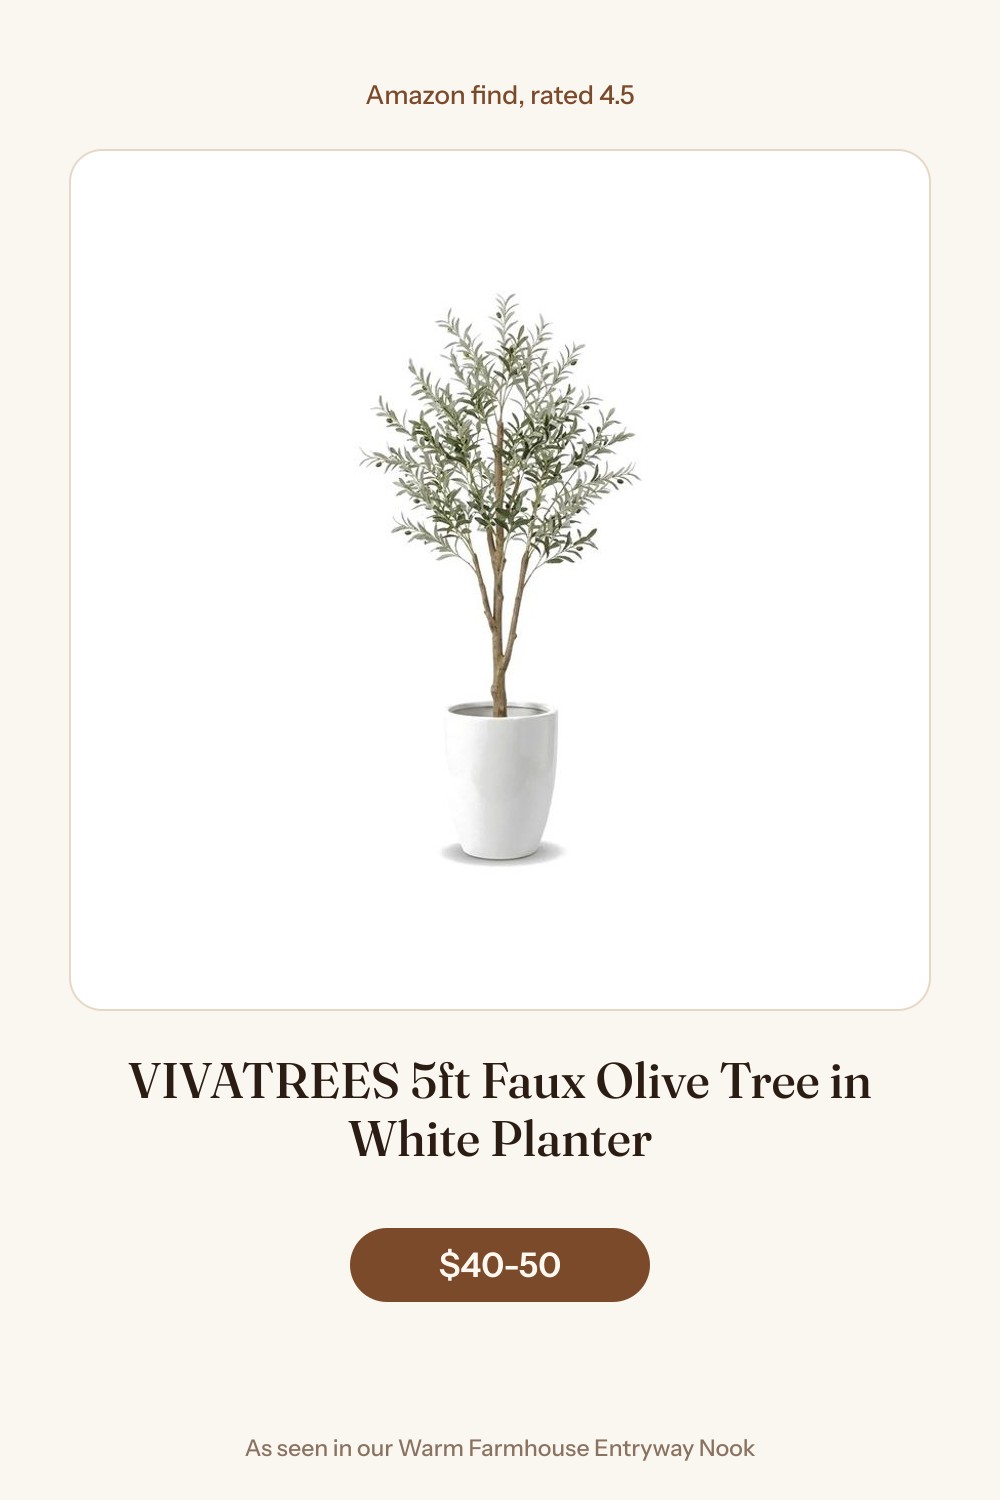 Amazon find, rated 4.5
VIVATREES 5ft Faux Olive Tree in
White Planter
$40-50
As seen in our Warm Farmhouse Entryway Nook